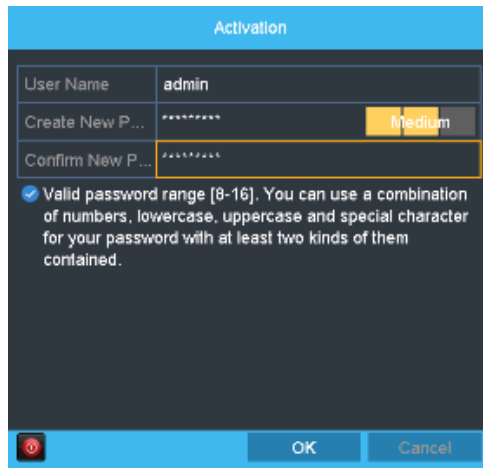 Activation
User Name admin
Create New P... ********* Medium
Confirm New P... *********
Valid password range [8-16]. You can use a combination
of numbers, lowercase, uppercase and special character
for your password with at least two kinds of them
contained.
OK Cancel